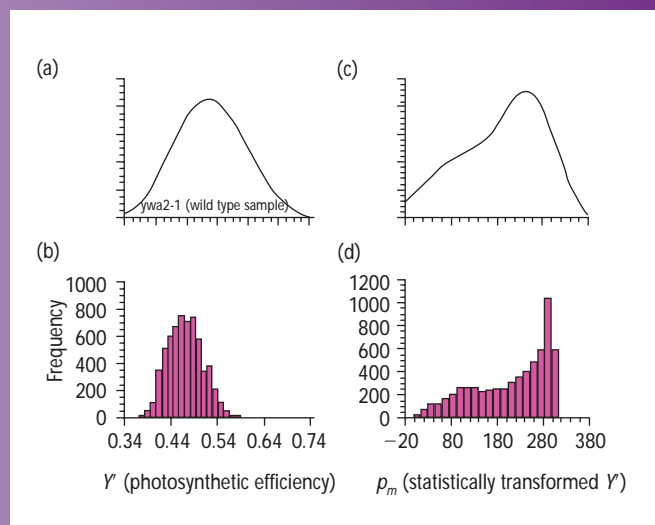 (a)
(c)
ywa2-1 (wild type sample)
(b)
(d)
Frequency
1000
800
600
400
200
0
0.34 0.44 0.54 0.64 0.74
Y' (photosynthetic efficiency)
1200
1000
800
600
400
200
0
−20 80 180 280 380
pm (statistically transformed Y')